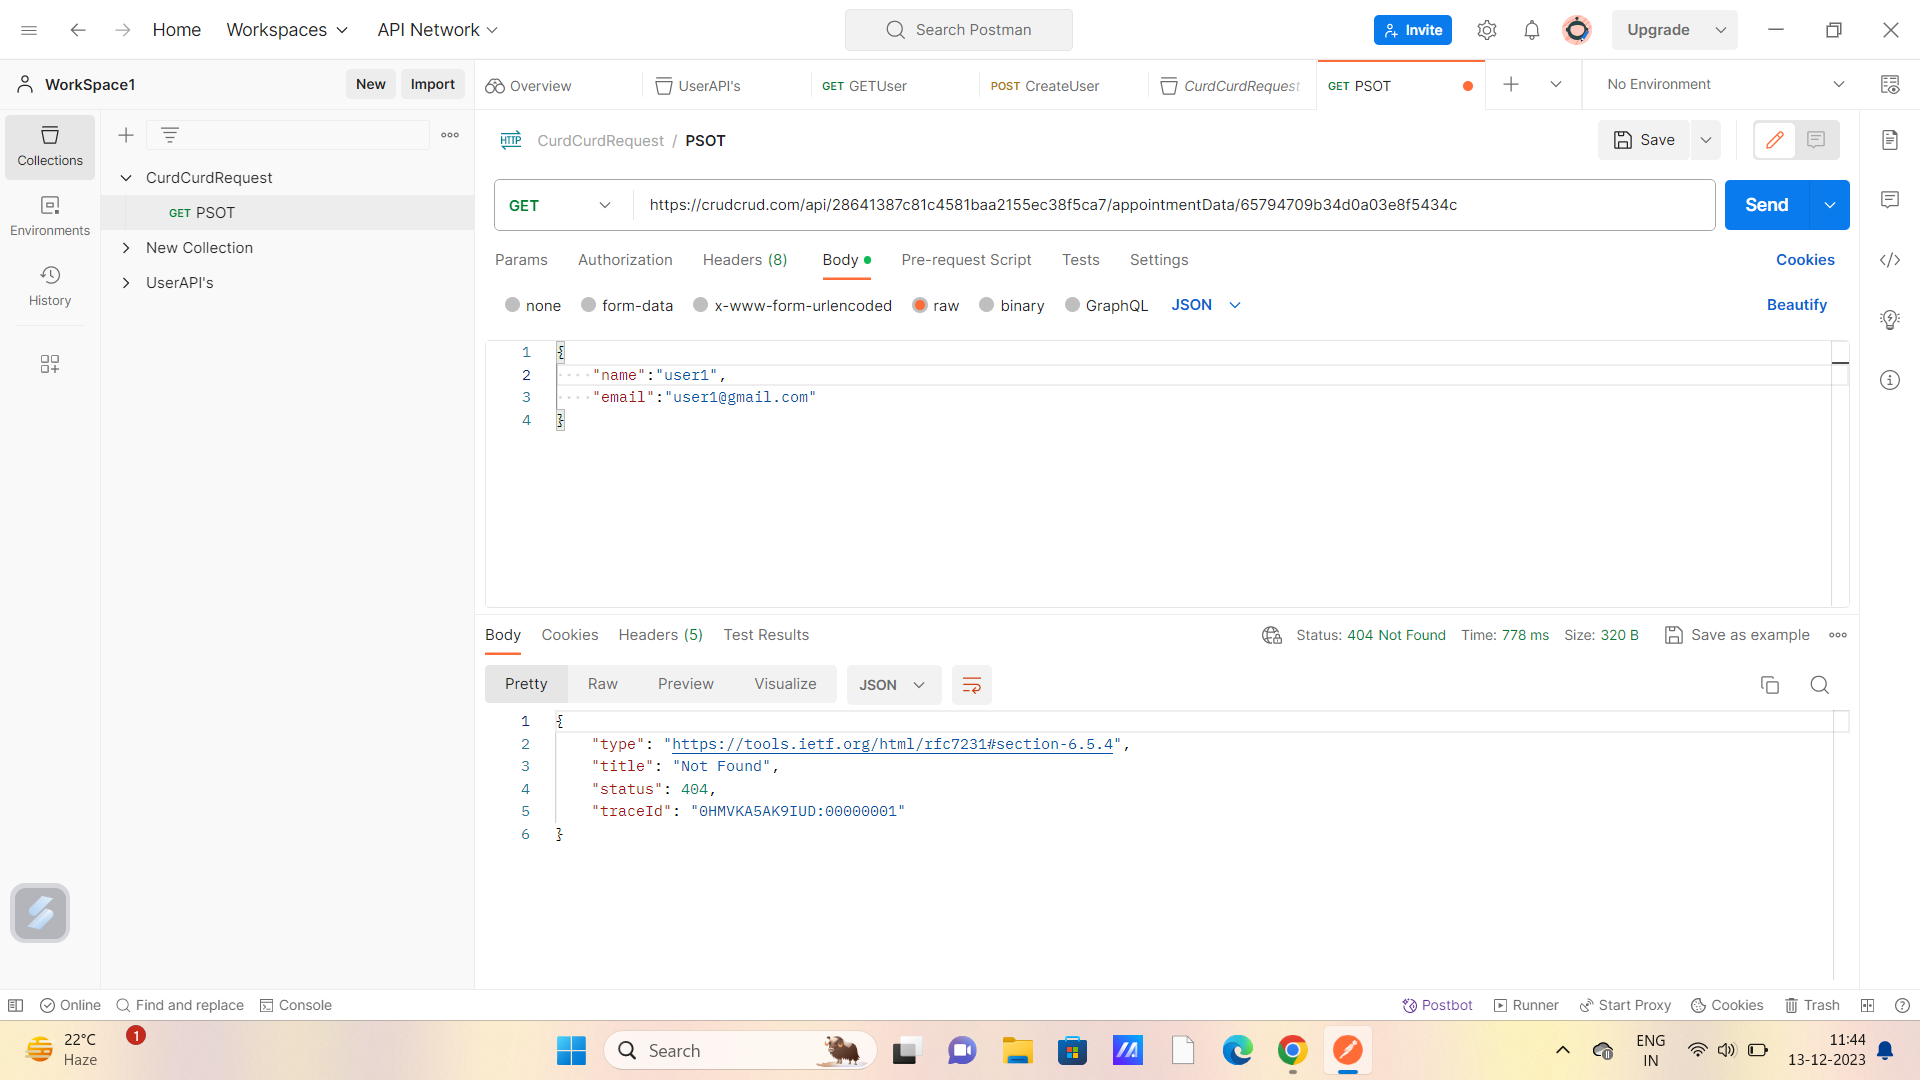 Home
Workspaces
API Network
Search Postman
Invite
Upgrade
WorkSpace1
New
Import
Overview
UserAPI's
GET GETUser
POST CreateUser
CurdCurdRequest
GET PSOT
No Environment
Collections
Environments
History
CurdCurdRequest
GET PSOT
New Collection
UserAPI's
HTTP CurdCurdRequest / PSOT
Save
GET
https://crudcrud.com/api/28641387c81c4581baa2155ec38f5ca7/appointmentData/65794709b34d0a03e8f5434c
Send
Params Authorization Headers (8) Body Pre-request Script Tests Settings
Cookies
none form-data x-www-form-urlencoded raw binary GraphQL JSON
Beautify
1 {
2 "name":"user1",
3 "email":"user1@gmail.com"
4 }
Body Cookies Headers (5) Test Results
Status: 404 Not Found Time: 778 ms Size: 320 B
Save as example
Pretty Raw Preview Visualize JSON
1 {
2 "type": "https://tools.ietf.org/html/rfc7231#section-6.5.4",
3 "title": "Not Found",
4 "status": 404,
5 "traceId": "0HMVKA5AK9IUD:00000001"
6 }
Online Find and replace Console
Postbot Runner Start Proxy Cookies Trash
22°C
Haze
1
Search
ENG
IN
11:44
13-12-2023